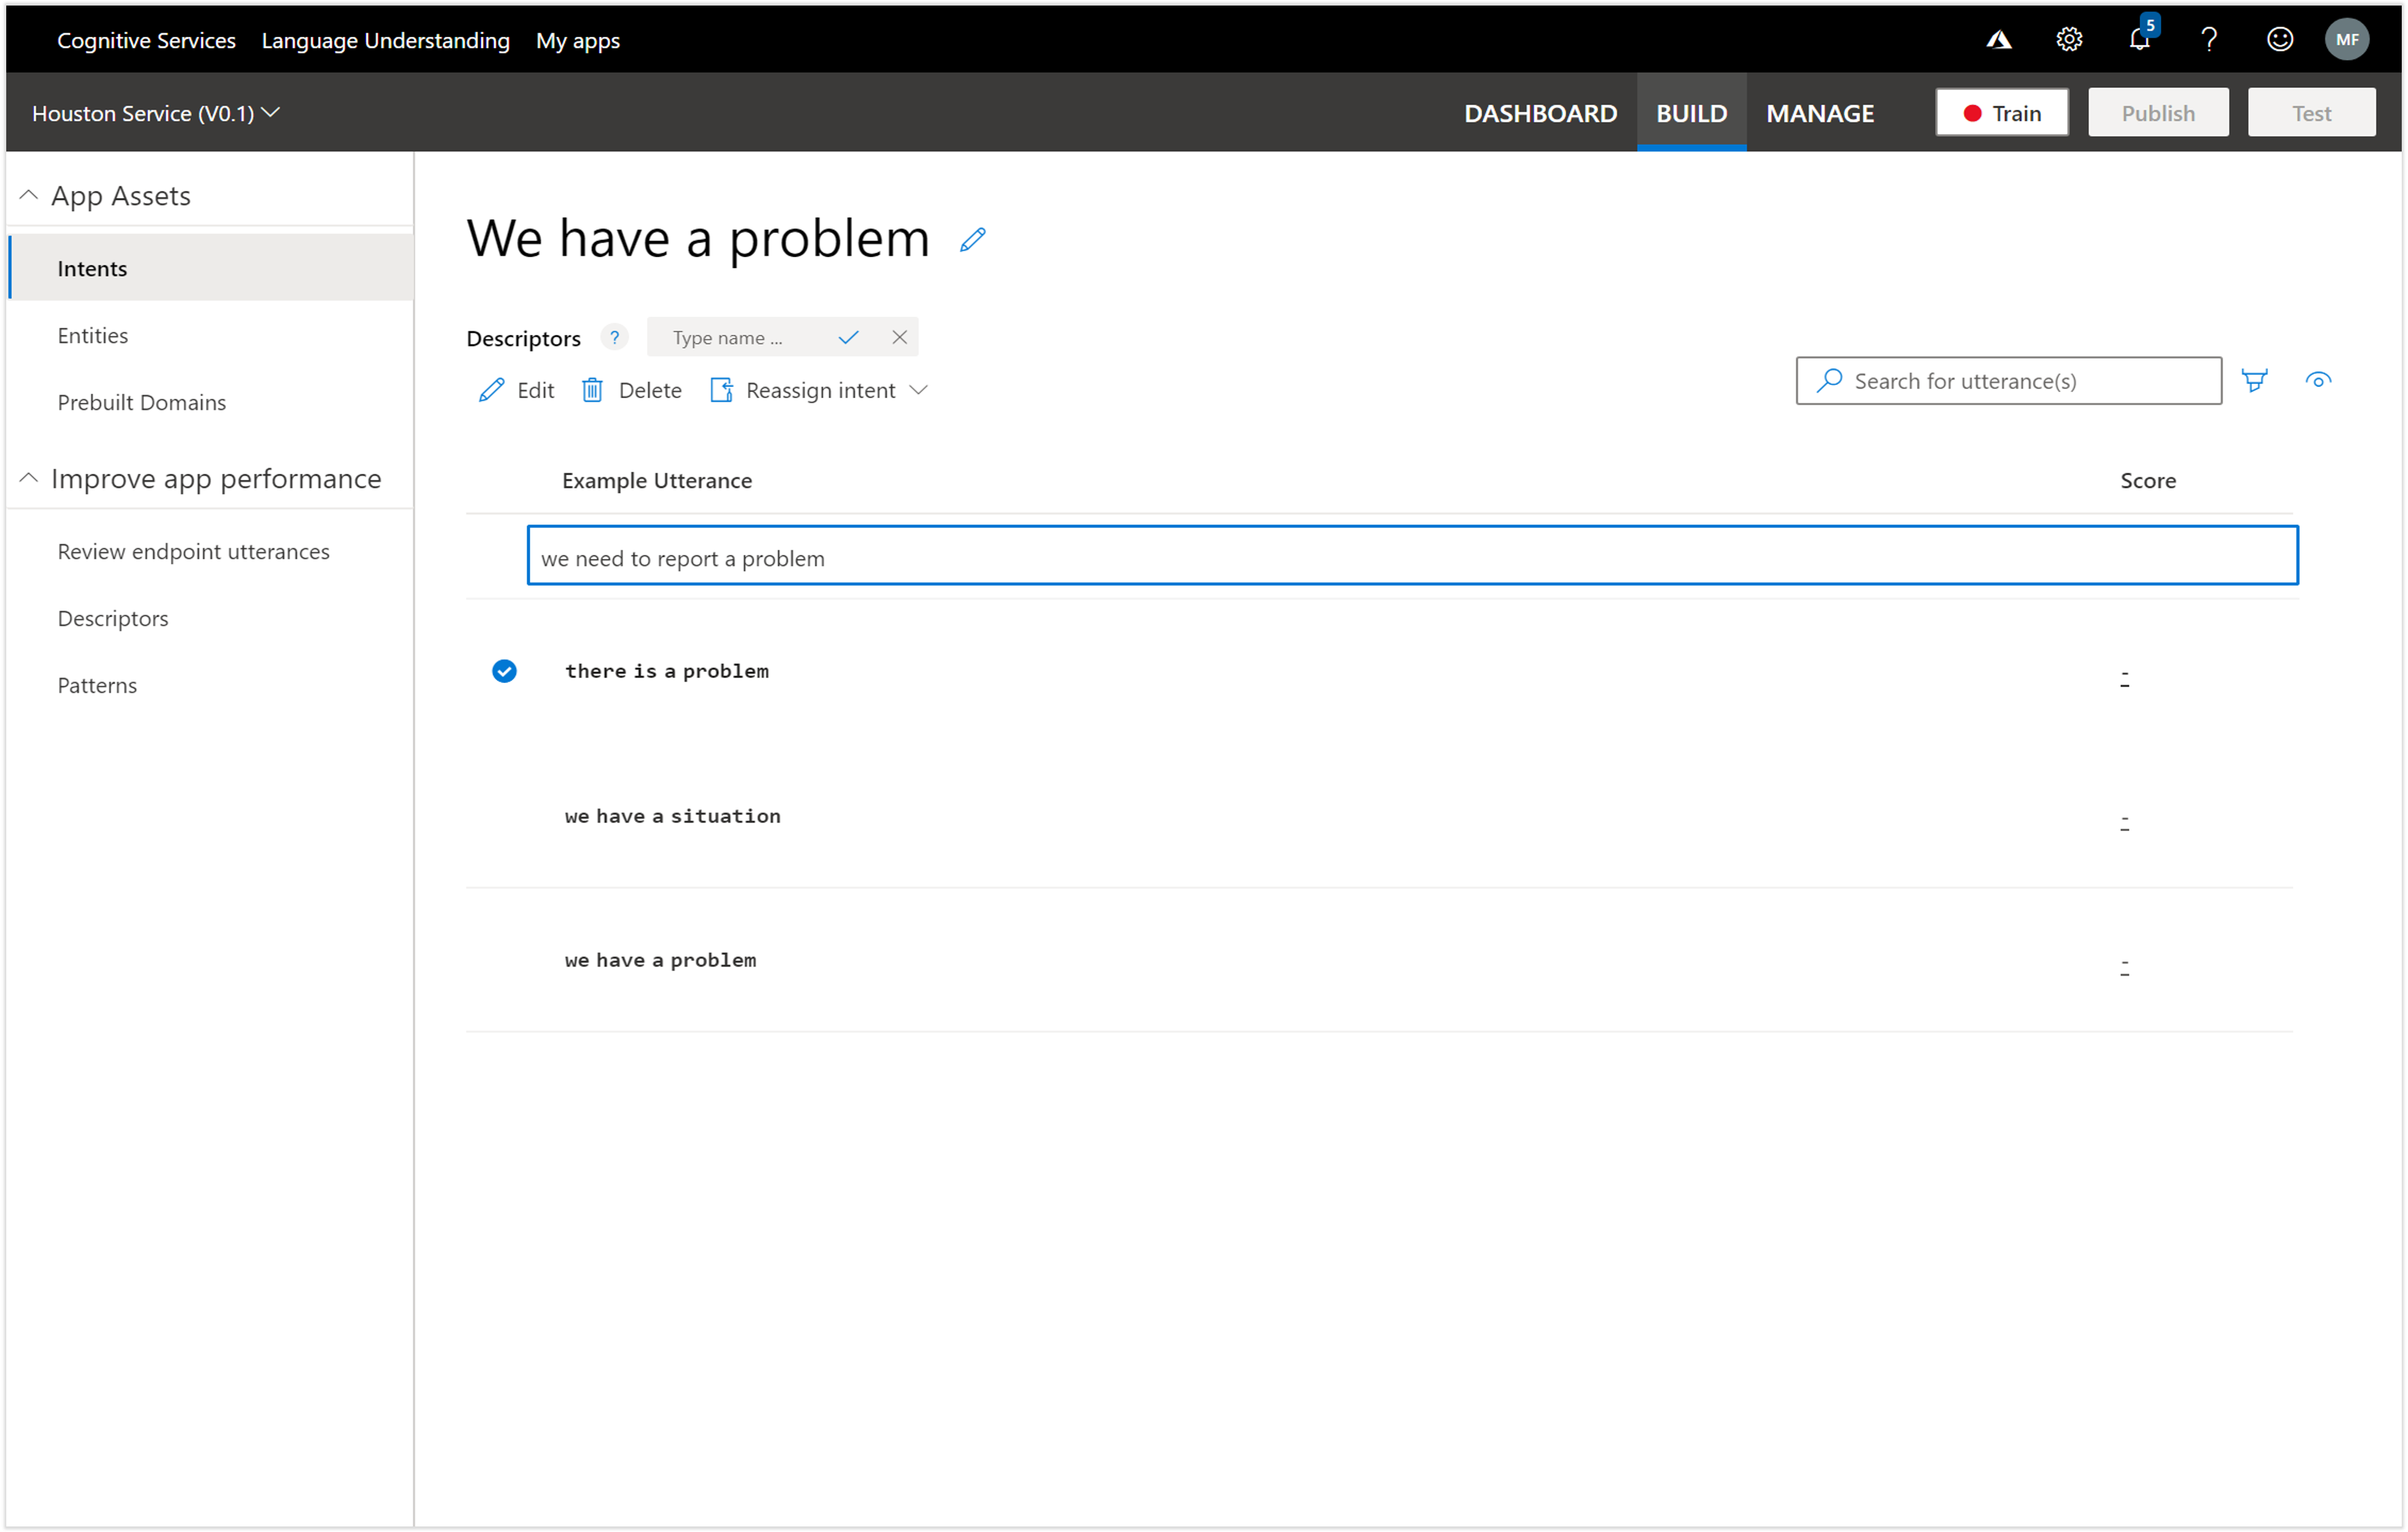 Cognitive Services Language Understanding My apps 5 ? MF
Houston Service (V0.1) DASHBOARD BUILD MANAGE Train Publish Test
App Assets
Intents
Entities
Prebuilt Domains
Improve app performance
Review endpoint utterances
Descriptors
Patterns
We have a problem
Descriptors ? Type name ...
Edit Delete Reassign intent Search for utterance(s)
Example Utterance Score
we need to report a problem
there is a problem -
we have a situation -
we have a problem -